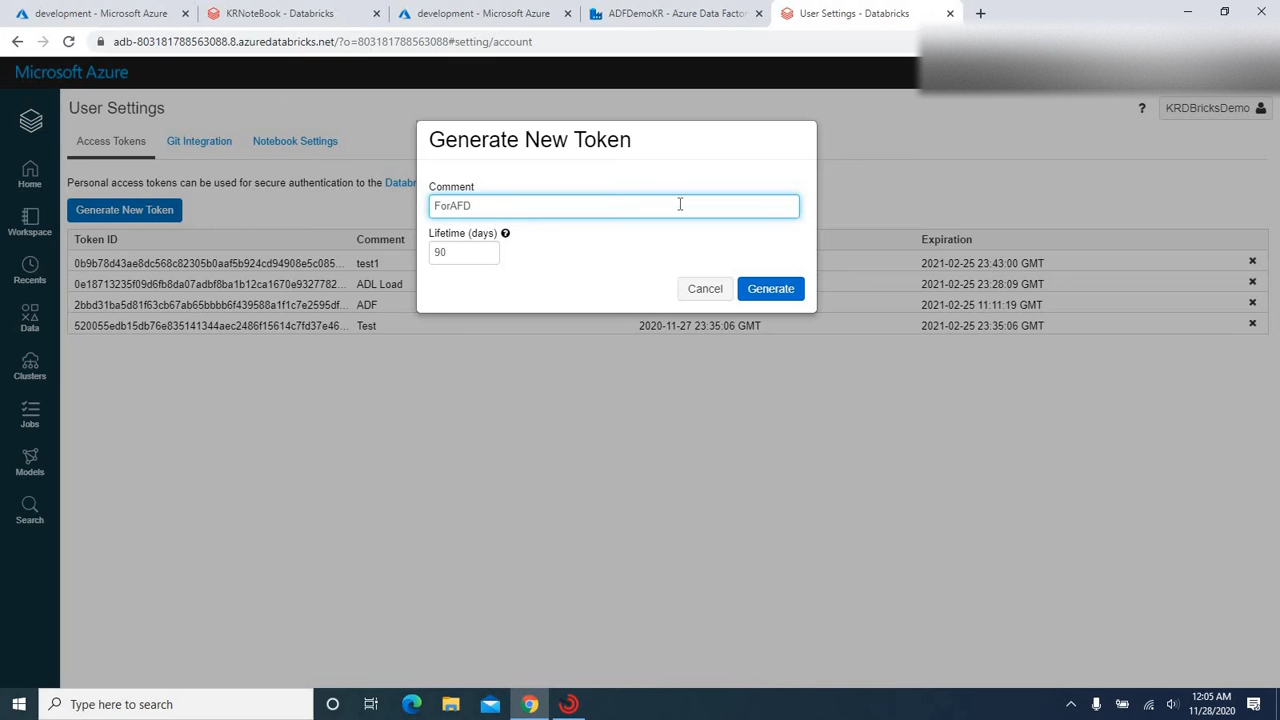 development - Microsoft Azure
KRNoteBook - Databricks
development - Microsoft Azure
ADFDemoKR - Azure Data Factor
User Settings - Databricks
adb-803181788563088.8.azuredatabricks.net/?o=803181788563088#setting/account
Microsoft Azure
User Settings
? KRDBricksDemo
Access Tokens Git Integration Notebook Settings
Personal access tokens can be used for secure authentication to the Databr
Generate New Token
Token ID Comment Expiration
0b9b78d43ae8dc568c82305b0aaf5b924cd94908e5c085... test1 2021-02-25 23:43:00 GMT
0e18713235f09d6fb8da07adbf8ba1b12ca1670e9327782... ADL Load 2021-02-25 23:28:09 GMT
2bbd31ba5d81f63cb67ab65bbbb6f439588a1f1c7e2595df... ADF 2021-02-25 11:11:19 GMT
520055edb15db76e835141344aec2486f15614c7fd37e46... Test 2020-11-27 23:35:06 GMT 2021-02-25 23:35:06 GMT
Generate New Token
Comment
ForAFD
Lifetime (days)
90
Cancel Generate
Home
Workspace
Recents
Data
Clusters
Jobs
Models
Search
Type here to search
12:05 AM
11/28/2020